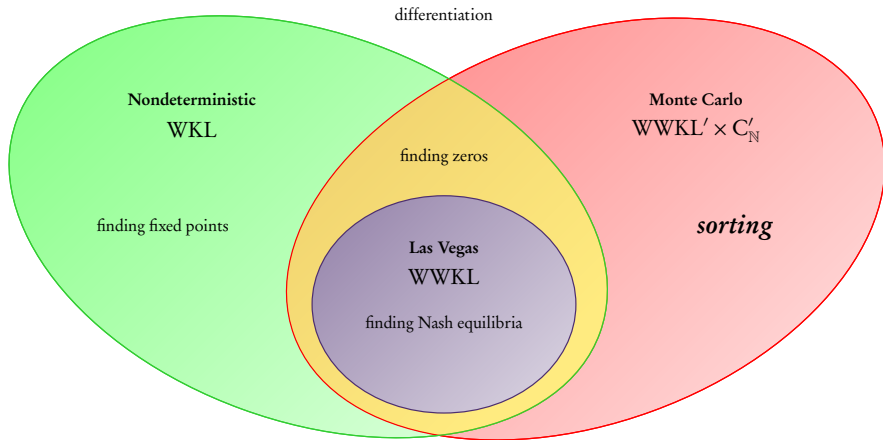 differentiation
Nondeterministic
WKL
Monte Carlo
WWKL′ × C′ℕ
finding zeros
finding fixed points
sorting
Las Vegas
WWKL
finding Nash equilibria